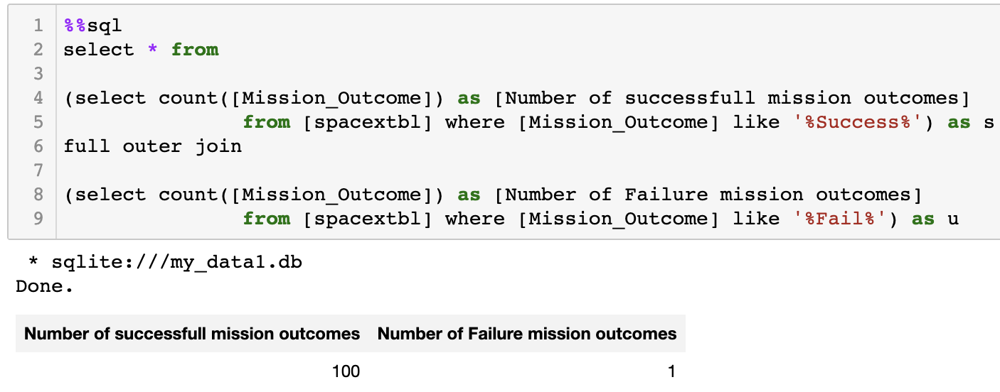 1 %%sql
2 select * from
3
4 (select count([Mission_Outcome]) as [Number of successfull mission outcomes]
5 from [spacextbl] where [Mission_Outcome] like '%Success%') as s
6 full outer join
7
8 (select count([Mission_Outcome]) as [Number of Failure mission outcomes]
9 from [spacextbl] where [Mission_Outcome] like '%Fail%') as u
* sqlite:///my_data1.db
Done.
Number of successfull mission outcomes Number of Failure mission outcomes
100 1